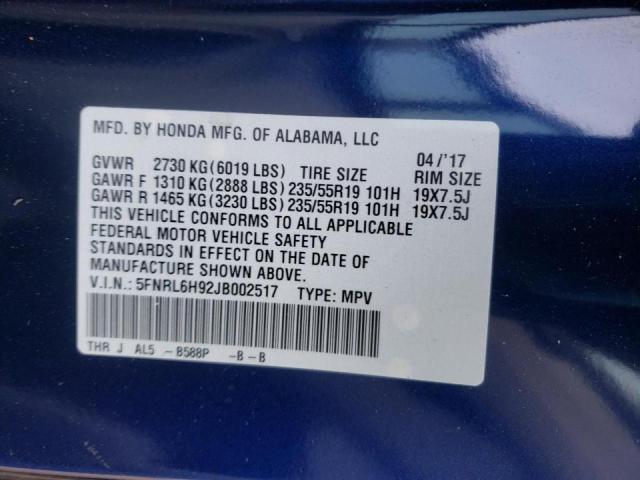 MFD. BY HONDA MFG. OF ALABAMA, LLC 04/'17
GVWR 2730 KG(6019 LBS) TIRE SIZE RIM SIZE
GAWR F 1310 KG(2888 LBS)235/55R19 101H 19X7.5J
GAWR R 1465 KG(3230 LBS)235/55R19 101H 19X7.5J
THIS VEHICLE CONFORMS TO ALL APPLICABLE
FEDERAL MOTOR VEHICLE SAFETY
STANDARDS IN EFFECT ON THE DATE OF
MANUFACTURE SHOWN ABOVE.
V.I.N.: 5FNRL6H92JB002517 TYPE: MPV
THR J AL5 -B588P -B-B